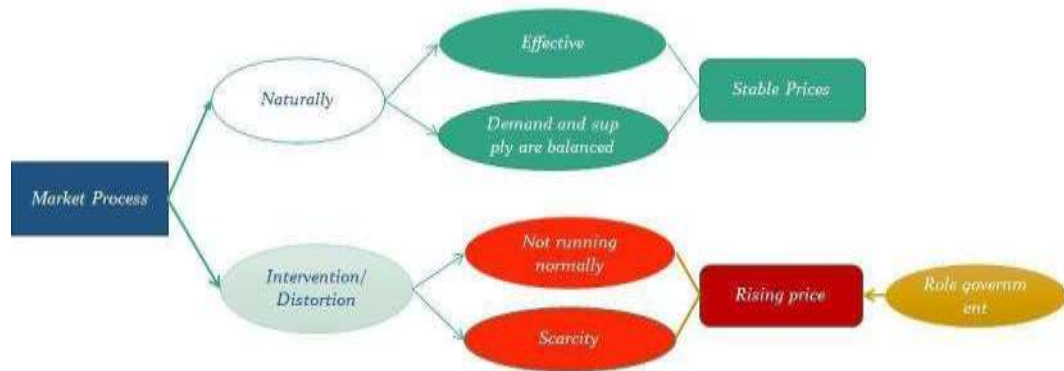 Effective
Naturally
Stable Prices
Demand and sup
ply are balanced
Market Process
Not running
normally
Intervention/
Distortion
Rising price
Role governm
ent
Scarcity